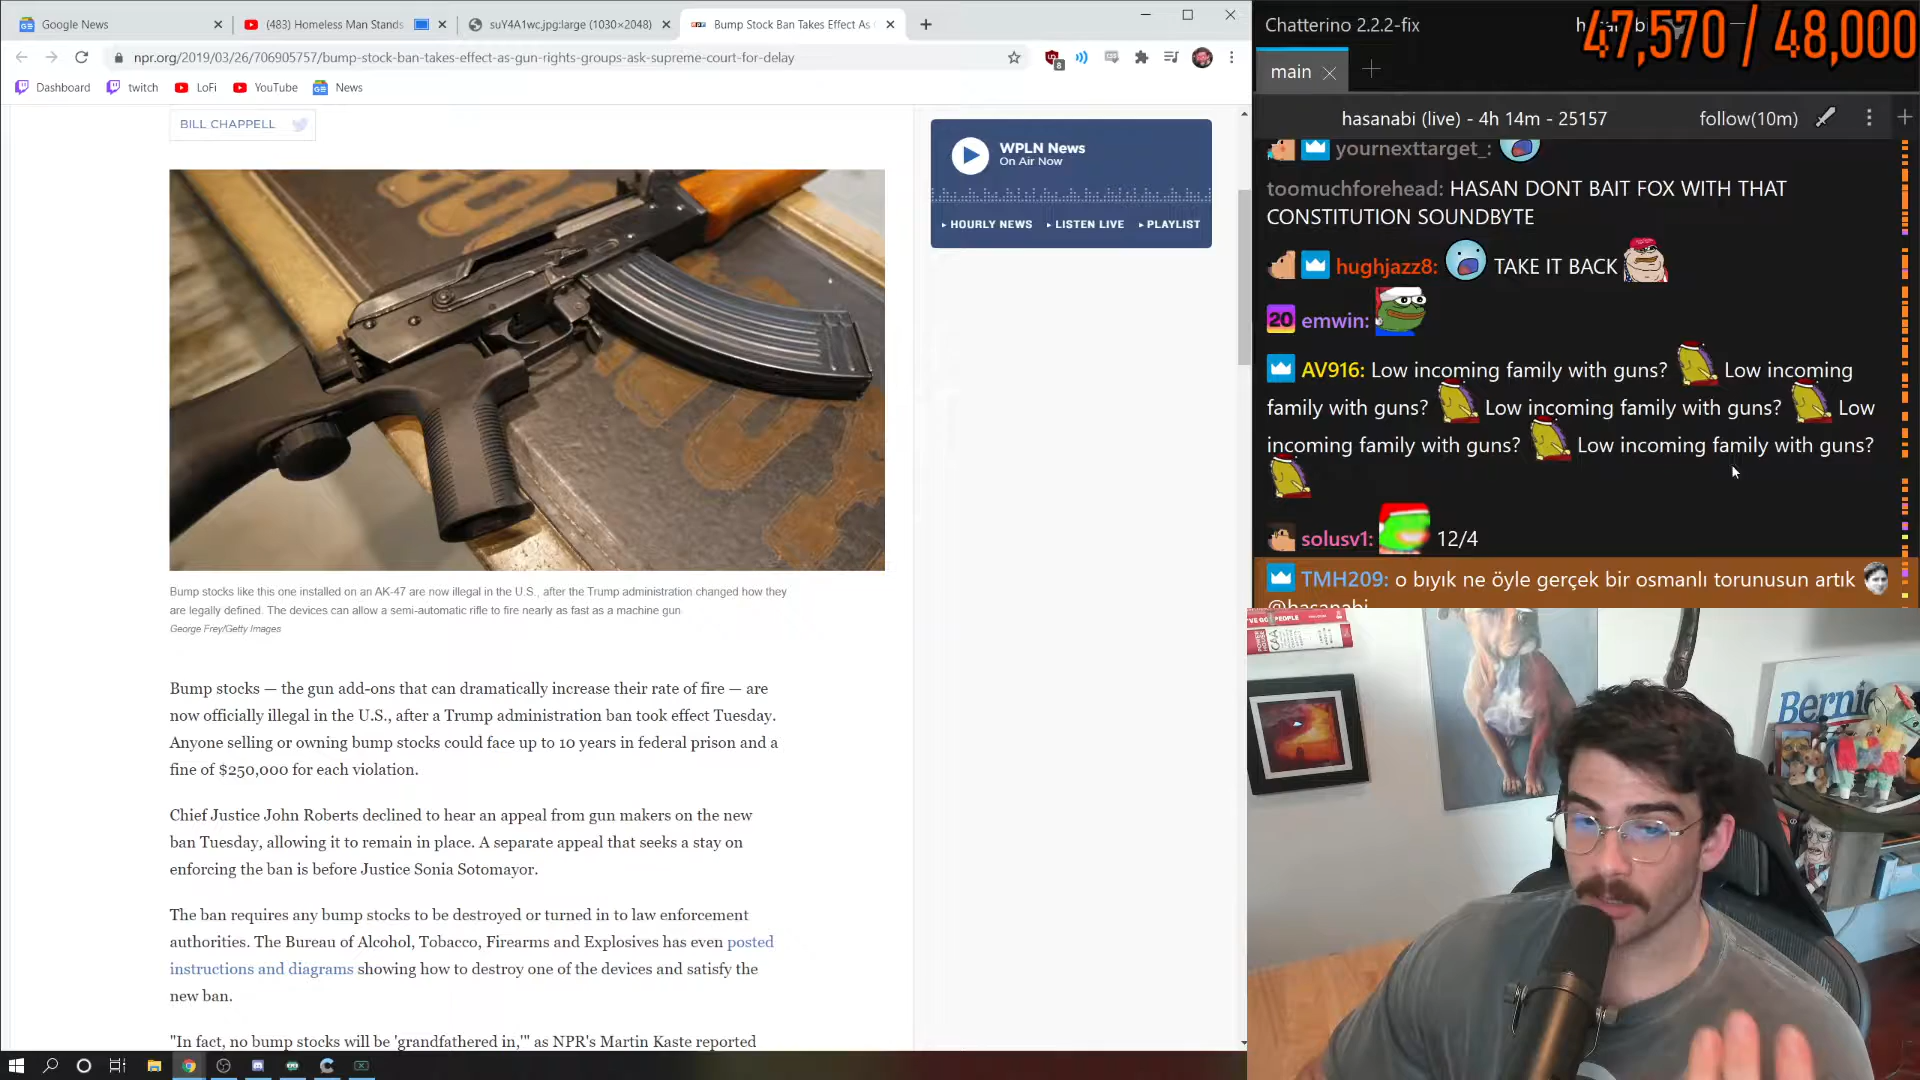 Google News
(483) Homeless Man Stands
suY4A1wc.jpg:large (1030×2048)
Bump Stock Ban Takes Effect As
npr.org/2019/03/26/706905757/bump-stock-ban-takes-effect-as-gun-rights-groups-ask-supreme-court-for-delay
8
Dashboard
twitch
LoFi
YouTube
News
BILL CHAPPELL
WPLN News
On Air Now
HOURLY NEWS
LISTEN LIVE
PLAYLIST
Bump stocks like this one installed on an AK-47 are now illegal in the U.S., after the Trump administration changed how they
are legally defined. The devices can allow a semi-automatic rifle to fire nearly as fast as a machine gun.
George Frey/Getty Images
Bump stocks — the gun add-ons that can dramatically increase their rate of fire — are
now officially illegal in the U.S., after a Trump administration ban took effect Tuesday.
Anyone selling or owning bump stocks could face up to 10 years in federal prison and a
fine of $250,000 for each violation.
Chief Justice John Roberts declined to hear an appeal from gun makers on the new
ban Tuesday, allowing it to remain in place. A separate appeal that seeks a stay on
enforcing the ban is before Justice Sonia Sotomayor.
The ban requires any bump stocks to be destroyed or turned in to law enforcement
authorities. The Bureau of Alcohol, Tobacco, Firearms and Explosives has even posted
instructions and diagrams showing how to destroy one of the devices and satisfy the
new ban.
"In fact, no bump stocks will be 'grandfathered in,'" as NPR's Martin Kaste reported
Chatterino 2.2.2-fix
47,570 / 48,000
main
hasanabi (live) - 4h 14m - 25157
follow(10m)
yournexttarget_:
toomuchforehead: HASAN DONT BAIT FOX WITH THAT
CONSTITUTION SOUNDBYTE
hughjazz8: TAKE IT BACK
20 emwin:
AV916: Low incoming family with guns? Low incoming
family with guns? Low incoming family with guns? Low
incoming family with guns? Low incoming family with guns?
solusv1: 12/4
TMH209: o bıyık ne öyle gerçek bir osmanlı torunusun artık
@hasanabi
Bernie